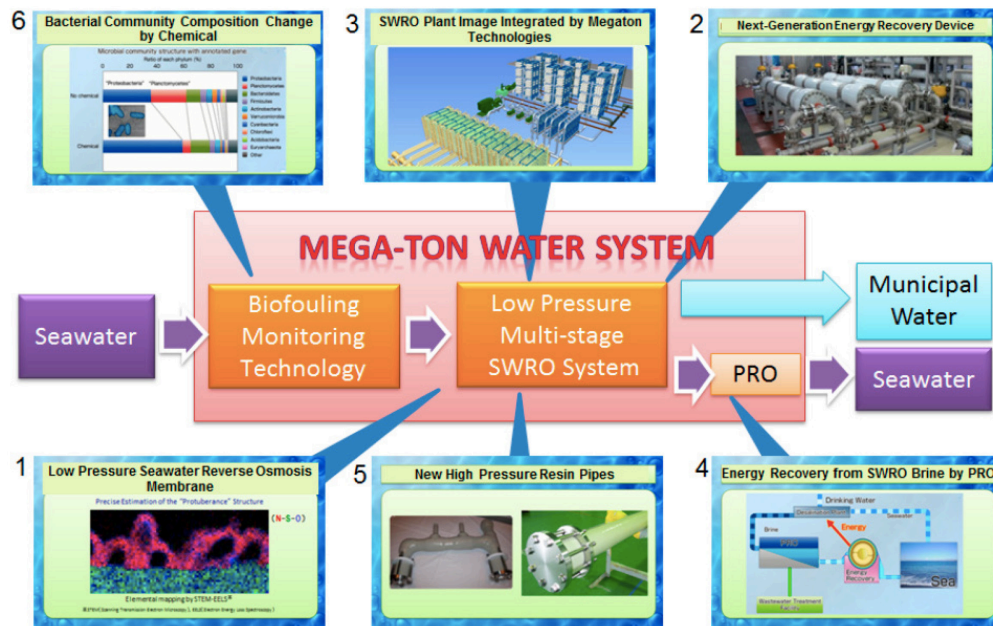 6
Bacterial Community Composition Change
by Chemical
Microbial community structure with annotated gene
Ratio of each phylum (%)
0 20 40 60 80 100
"Proteobacteria" "Planctomycetes"
No chemical
Chemical
Proteobacteria
Planctomycetes
Bacteroidetes
Firmicutes
Actinobacteria
Verrucomicrobia
Cyanobacteria
Chloroflexi
Acidobacteria
Euryarchaeota
Other
3
SWRO Plant Image Integrated by Megaton
Technologies
2
Next-Generation Energy Recovery Device
MEGA-TON WATER SYSTEM
Seawater
Biofouling
Monitoring
Technology
Low Pressure
Multi-stage
SWRO System
PRO
Municipal
Water
Seawater
1
Low Pressure Seawater Reverse Osmosis
Membrane
Precise Estimation of the "Protuberance" Structure
(N-S-O)
Elemental mapping by STEM-EELS
5
New High Pressure Resin Pipes
4
Energy Recovery from SWRO Brine by PRO
Drinking Water
Desalination Plant
Seawater
Brine
Energy
PRO
Energy
Recovery
Sea
Wastewater Treatment
Facility